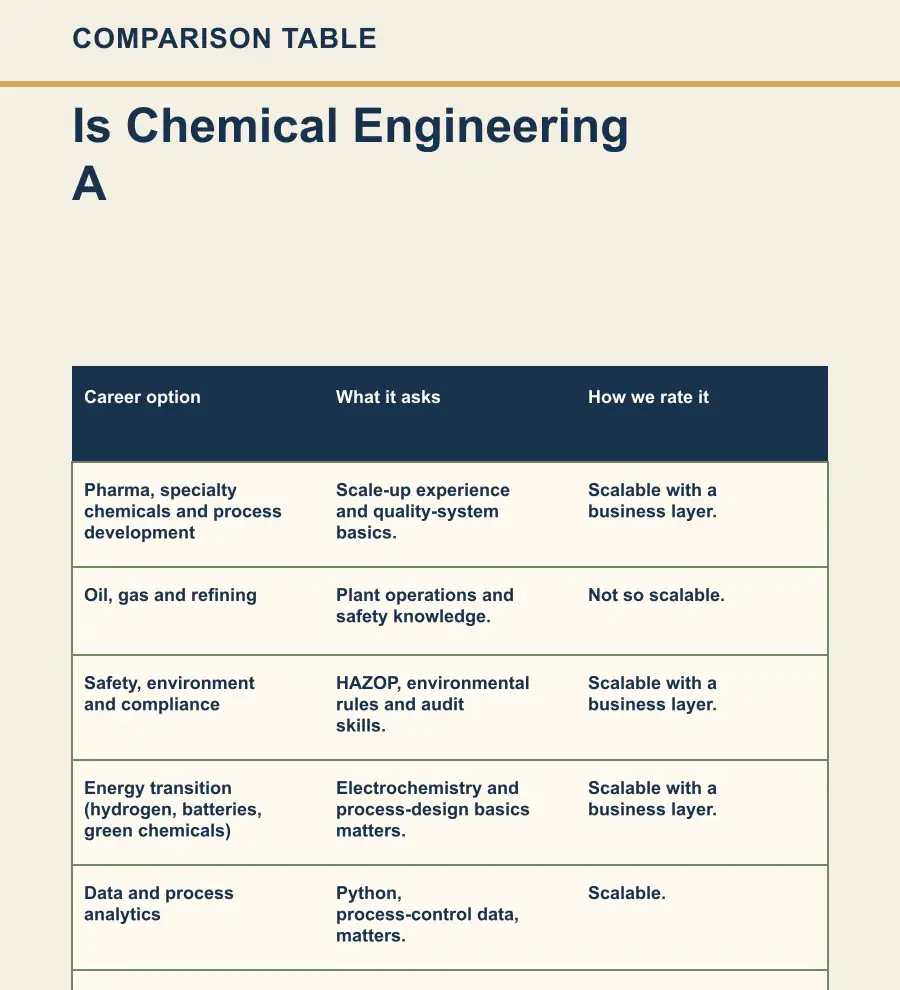 COMPARISON TABLE
Is Chemical Engineering
A
Career option
What it asks
How we rate it
Pharma, specialty
chemicals and process
development
Scale-up experience
and quality-system
basics.
Scalable with a
business layer.
Oil, gas and refining
Plant operations and
safety knowledge.
Not so scalable.
Safety, environment
and compliance
HAZOP, environmental
rules and audit
skills.
Scalable with a
business layer.
Energy transition
(hydrogen, batteries,
green chemicals)
Electrochemistry and
process-design basics
matters.
Scalable with a
business layer.
Data and process
analytics
Python,
process-control data,
matters.
Scalable.